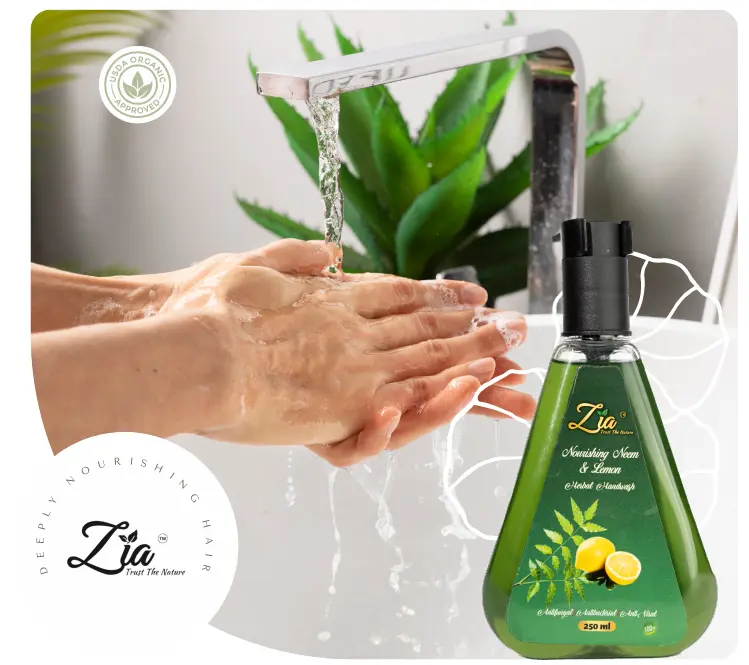 USDA ORGANIC
APPROVED
DEEPLY NOURISHING HAIR
Zia
TM
Trust The Nature
Zia
Trust The Nature
Nourishing Neem
& Lemon
Herbal Handwash
Antifungal Antibacterial Anti-Viral
250 ml